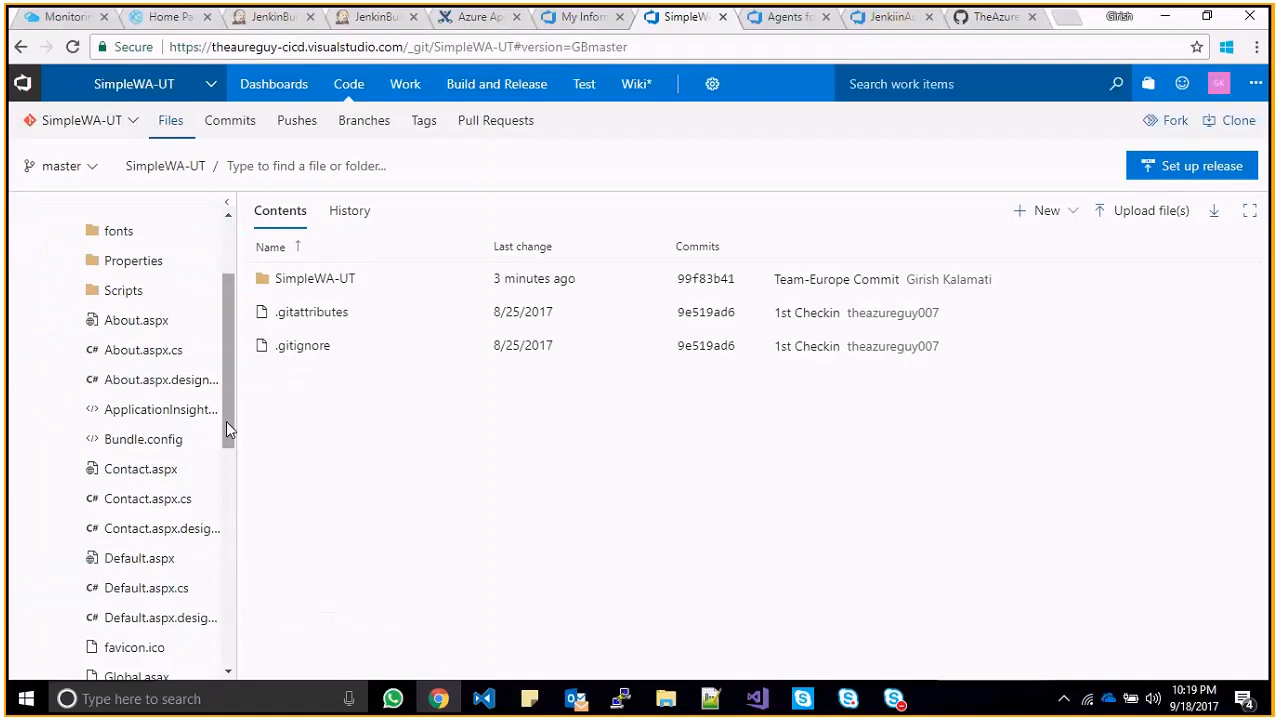 Monitorin
Home Pa
JenkinBu
JenkinBu
Azure Ap
My Infor
SimpleW
Agents fo
JenkiinAu
TheAzure
Girish
Secure
https://theaureguy-cicd.visualstudio.com/_git/SimpleWA-UT#version=GBmaster
SimpleWA-UT
Dashboards
Code
Work
Build and Release
Test
Wiki*
Search work items
GK
SimpleWA-UT
Files
Commits
Pushes
Branches
Tags
Pull Requests
Fork
Clone
master
SimpleWA-UT /
Type to find a file or folder...
Set up release
Contents
History
New
Upload file(s)
fonts
Properties
Scripts
About.aspx
C# About.aspx.cs
C# About.aspx.design...
</> ApplicationInsight...
</> Bundle.config
Contact.aspx
C# Contact.aspx.cs
C# Contact.aspx.desig...
Default.aspx
C# Default.aspx.cs
C# Default.aspx.desig...
favicon.ico
Global.asax
Name
Last change
Commits
SimpleWA-UT 3 minutes ago 99f83b41 Team-Europe Commit Girish Kalamati
.gitattributes 8/25/2017 9e519ad6 1st Checkin theazureguy007
.gitignore 8/25/2017 9e519ad6 1st Checkin theazureguy007
Type here to search
10:19 PM
9/18/2017
4